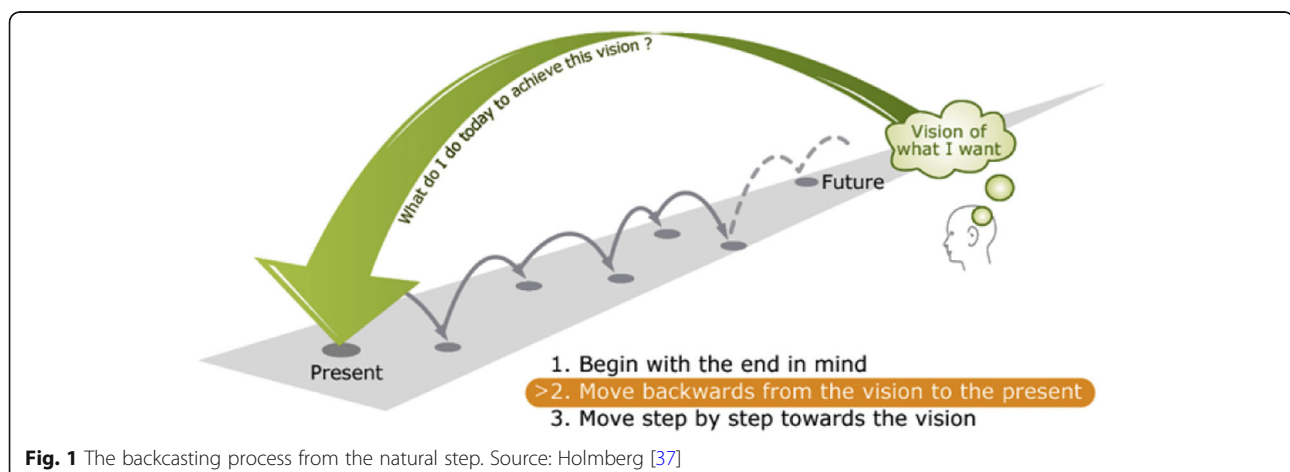 What do I do today to achieve this vision ?
Vision of
what I want
Future
Present
1. Begin with the end in mind
>2. Move backwards from the vision to the present
3. Move step by step towards the vision
Fig. 1 The backcasting process from the natural step. Source: Holmberg [37]